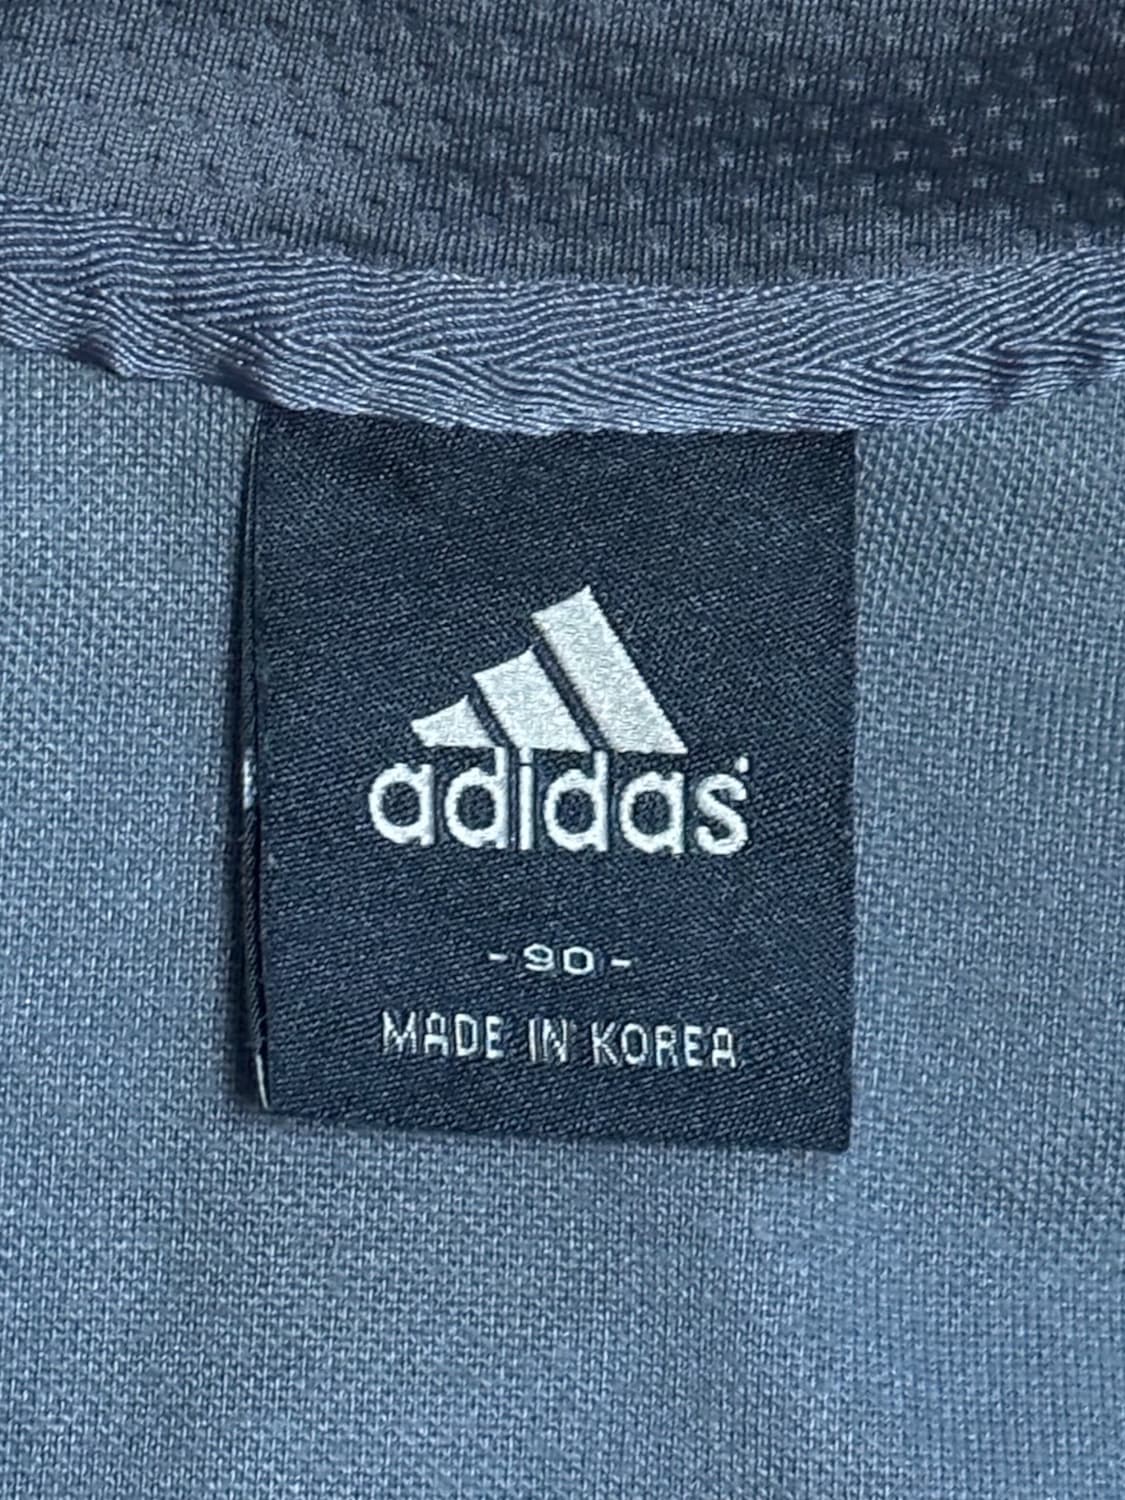 adidas
- 90 -
MADE IN KOREA